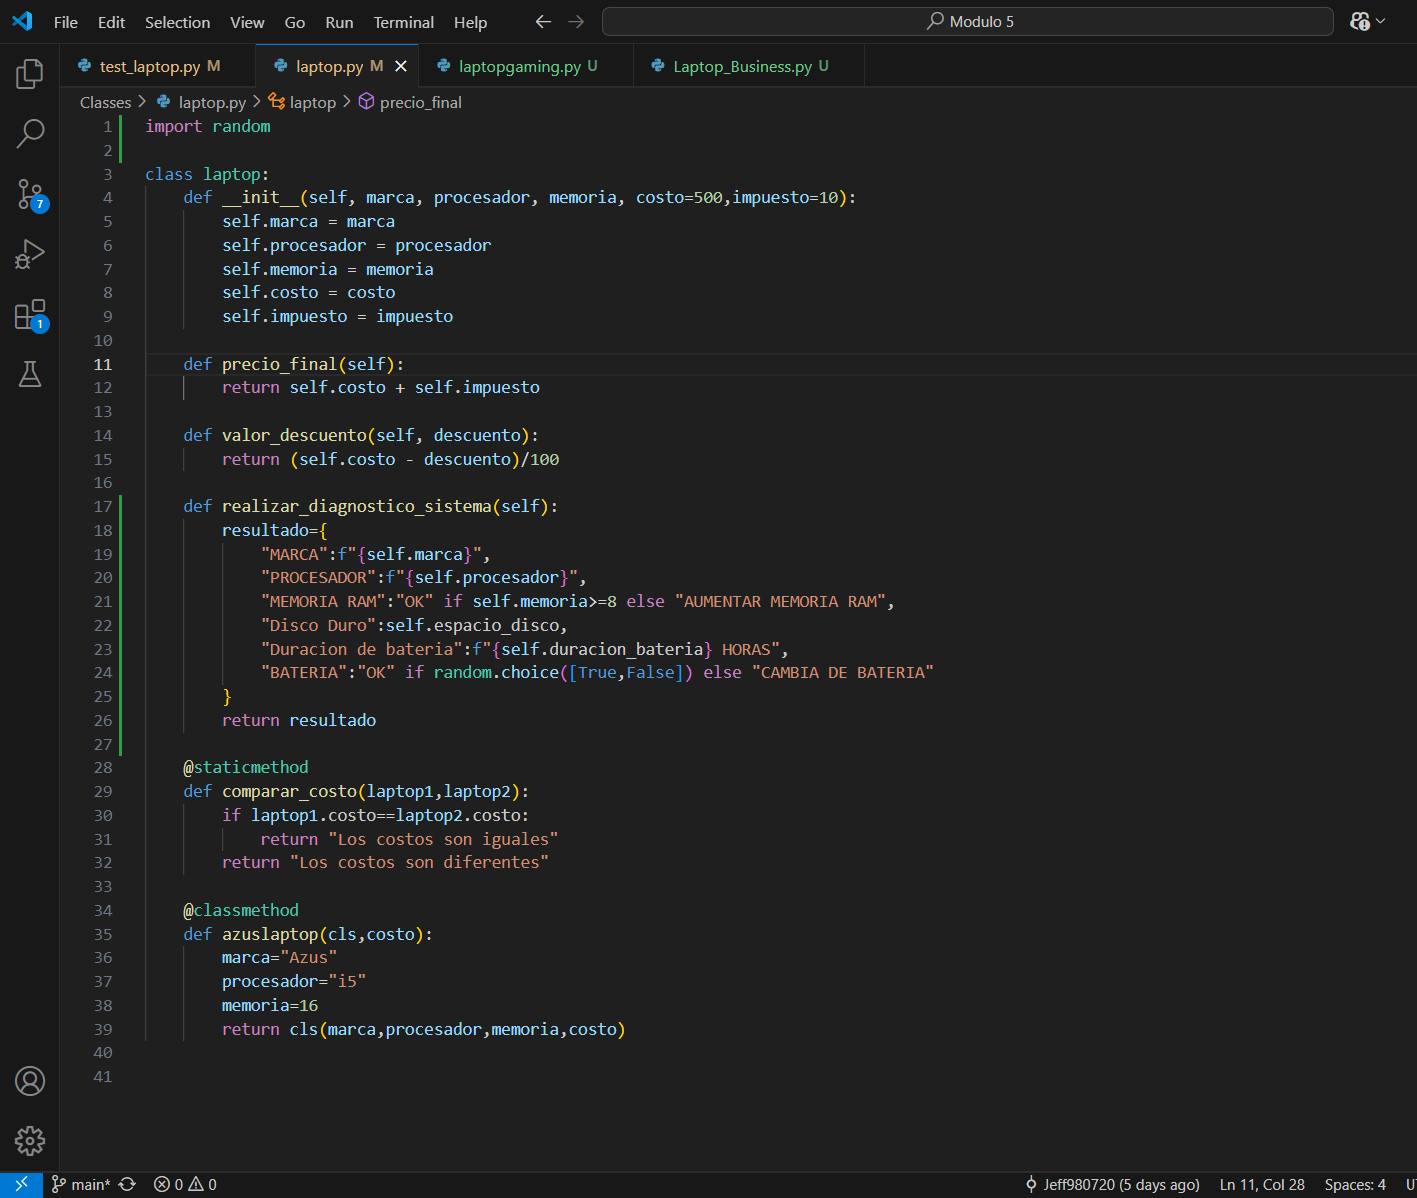 File Edit Selection View Go Run Terminal Help Modulo 5
test_laptop.py M laptop.py M laptopgaming.py U Laptop_Business.py U
Classes > laptop.py > laptop > precio_final
1 import random
2
3 class laptop:
4 def __init__(self, marca, procesador, memoria, costo=500,impuesto=10):
5 self.marca = marca
6 self.procesador = procesador
7 self.memoria = memoria
8 self.costo = costo
9 self.impuesto = impuesto
10
11 def precio_final(self):
12 return self.costo + self.impuesto
13
14 def valor_descuento(self, descuento):
15 return (self.costo - descuento)/100
16
17 def realizar_diagnostico_sistema(self):
18 resultado={
19 "MARCA":f"{self.marca}",
20 "PROCESADOR":f"{self.procesador}",
21 "MEMORIA RAM":"OK" if self.memoria>=8 else "AUMENTAR MEMORIA RAM",
22 "Disco Duro":self.espacio_disco,
23 "Duracion de bateria":f"{self.duracion_bateria} HORAS",
24 "BATERIA":"OK" if random.choice([True,False]) else "CAMBIA DE BATERIA"
25 }
26 return resultado
27
28 @staticmethod
29 def comparar_costo(laptop1,laptop2):
30 if laptop1.costo==laptop2.costo:
31 return "Los costos son iguales"
32 return "Los costos son diferentes"
33
34 @classmethod
35 def azuslaptop(cls,costo):
36 marca="Azus"
37 procesador="i5"
38 memoria=16
39 return cls(marca,procesador,memoria,costo)
40
41
7
1
main* 0 0 Jeff980720 (5 days ago) Ln 11, Col 28 Spaces: 4 U